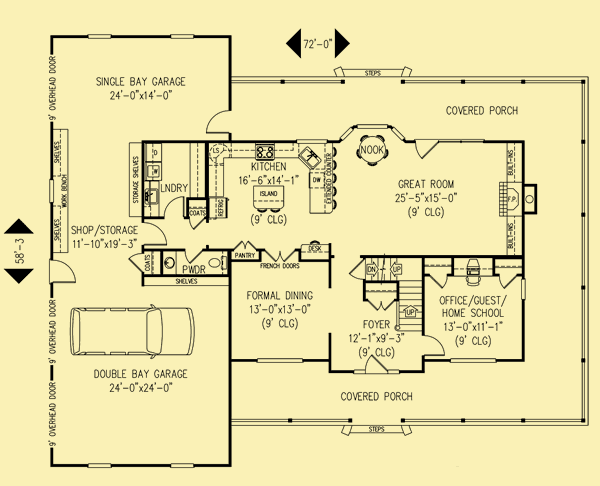 72'-0"
9' OVERHEAD DOOR
SINGLE BAY GARAGE
24'-0"x14'-0"
STEPS
COVERED PORCH
SHELVES
WORK BENCH
SHELVES
STORAGE SHELVES
D
W
LNDRY
COATS
LS
REFRIG
KITCHEN
16'-6"x14'-1"
ISLAND
(9' CLG)
DW
EXTENDED COUNTER
NOOK
GREAT ROOM
25'-5"x15'-0"
(9' CLG)
BUILT-INS
F.P.
BUILT-INS
SHOP/STORAGE
11'-10"x19'-3"
58'-3
COATS
PWDR
SHELVES
PANTRY
FRENCH DOORS
DESK
DN
UP
FORMAL DINING
13'-0"x13'-0"
(9' CLG)
UP
FOYER
12'-1"x9'-3"
(9' CLG)
OFFICE/GUEST/
HOME SCHOOL
13'-0"x11'-1"
(9' CLG)
DOUBLE BAY GARAGE
24'-0"x24'-0"
9' OVERHEAD DOOR
9' OVERHEAD DOOR
COVERED PORCH
STEPS